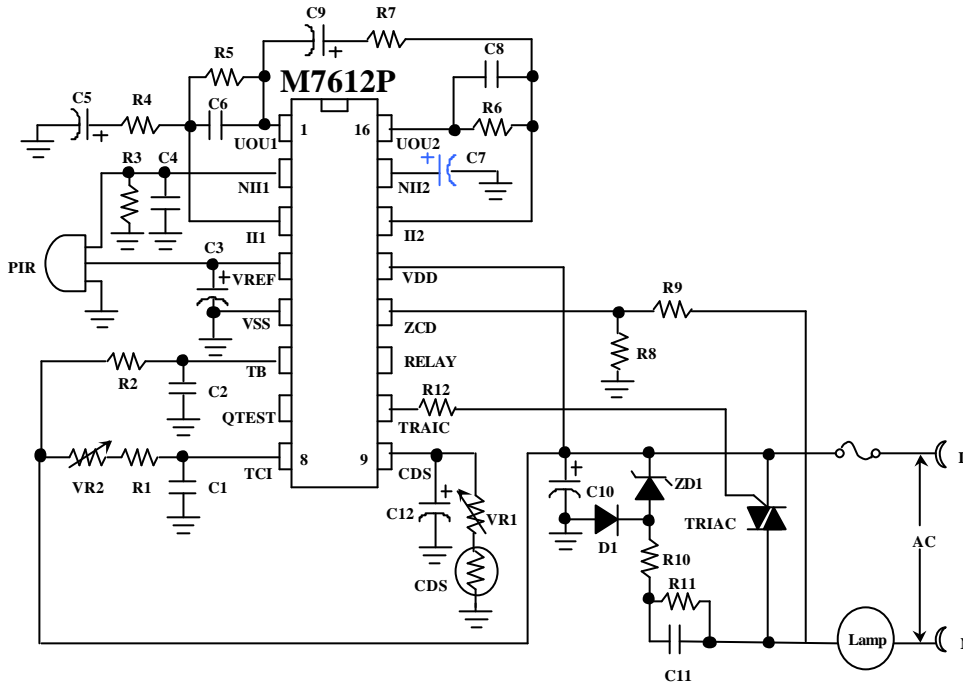 C9
R7
R5
C8
M7612P
C5
R4
C6
R6
1
16
UOU1
UOU2
R3
C4
+
C7
NII1
NII2
II1
II2
C3
PIR
+
VREF
VDD
R9
VSS
ZCD
R8
RELAY
R2
TB
C2
R12
QTEST
TRAIC
8
9
VR2
R1
C1
TCI
CDS
+
C10
ZD1
+
C12
VR1
TRIAC
D1
AC
R10
CDS
R11
Lamp
C11